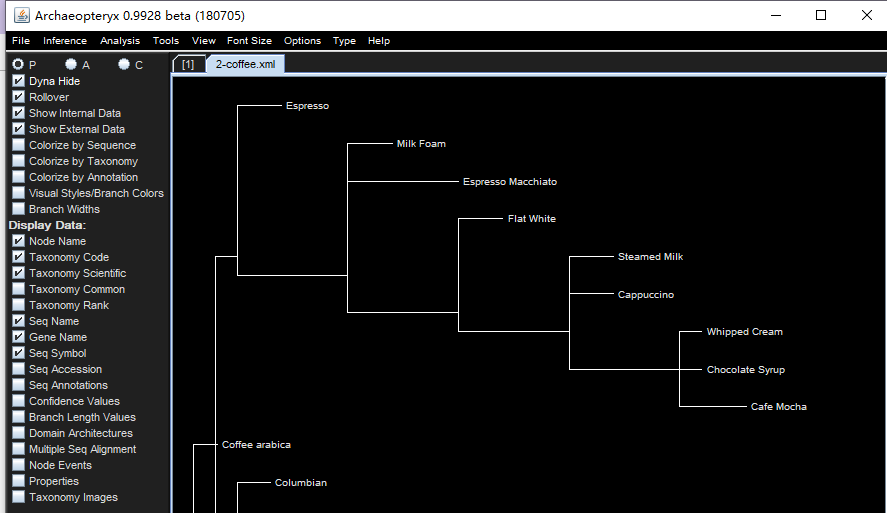 Archaeopteryx 0.9928 beta (180705)
File Inference Analysis Tools View Font Size Options Type Help
P A C
[1] 2-coffee.xml
Dyna Hide
Rollover
Show Internal Data
Show External Data
Colorize by Sequence
Colorize by Taxonomy
Colorize by Annotation
Visual Styles/Branch Colors
Branch Widths
Display Data:
Node Name
Taxonomy Code
Taxonomy Scientific
Taxonomy Common
Taxonomy Rank
Seq Name
Gene Name
Seq Symbol
Seq Accession
Seq Annotations
Confidence Values
Branch Length Values
Domain Architectures
Multiple Seq Alignment
Node Events
Properties
Taxonomy Images
Espresso
Milk Foam
Espresso Macchiato
Flat White
Steamed Milk
Cappuccino
Whipped Cream
Chocolate Syrup
Cafe Mocha
Coffee arabica
Columbian